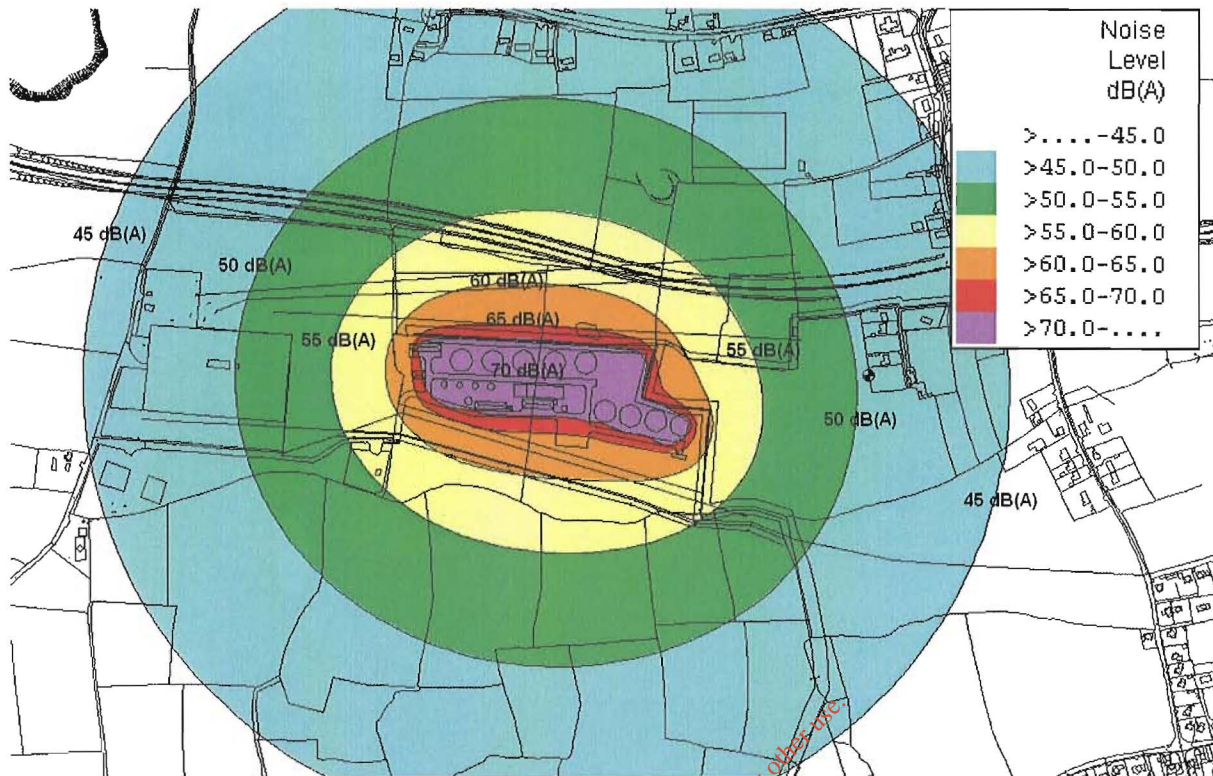 Noise
Level
dB(A)
>....-45.0
>45.0-50.0
>50.0-55.0
>55.0-60.0
>60.0-65.0
>65.0-70.0
>70.0-....
45 dB(A)
50 dB(A)
60 dB(A)
65 dB(A)
55 dB(A)
55 dB(A)
70 dB(A)
50 dB(A)
45 dB(A)
other use.